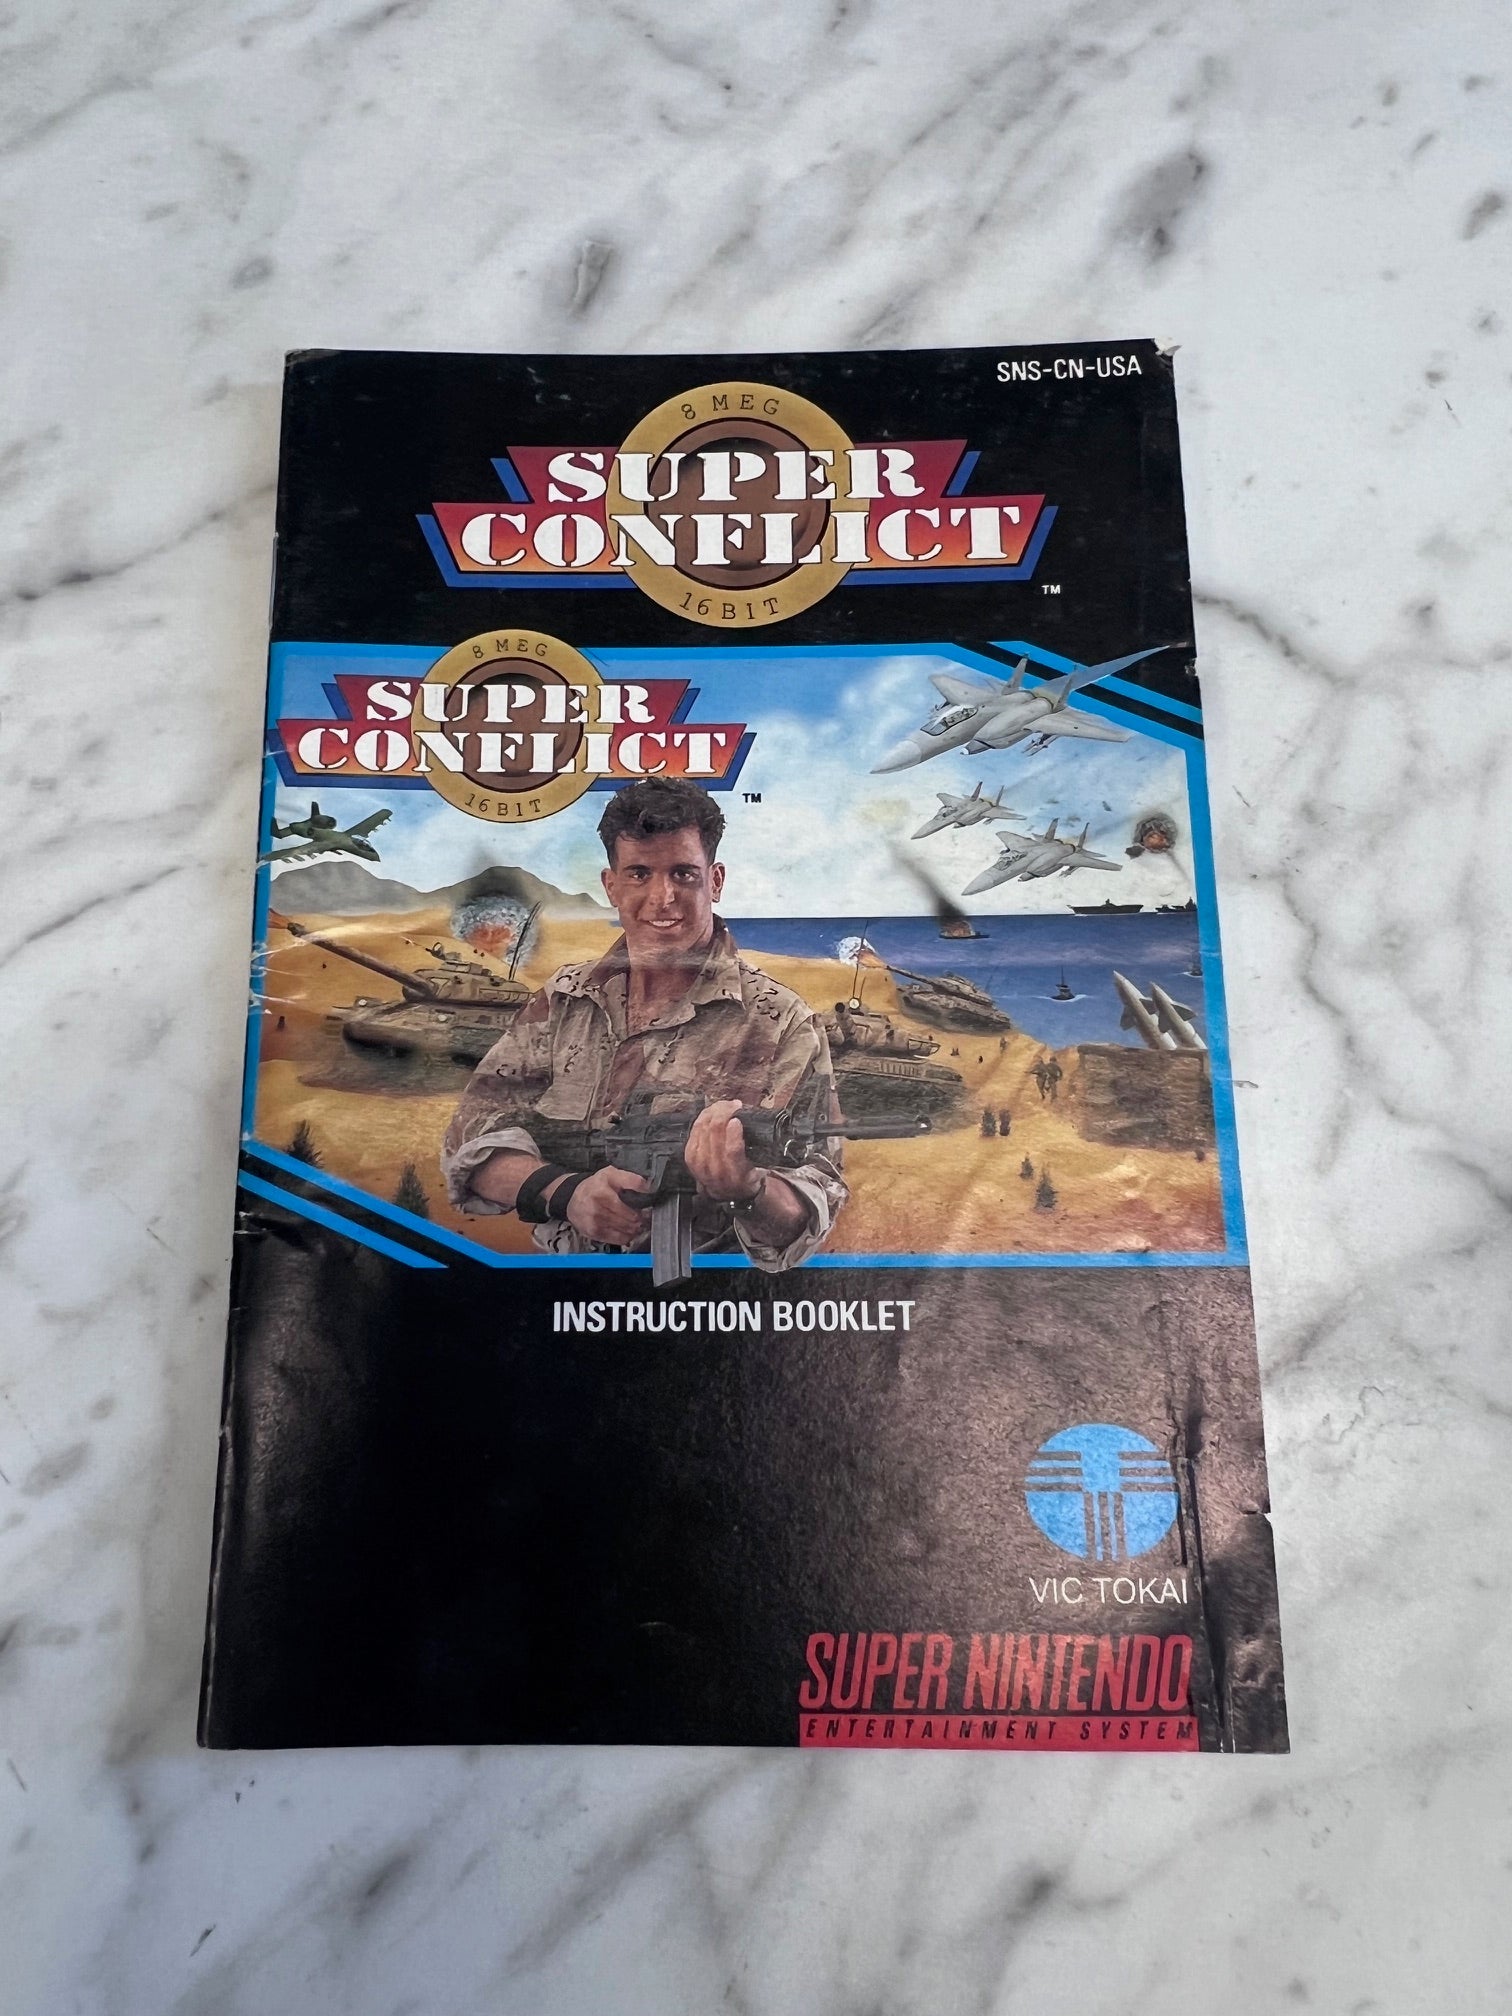 SNS-CN-USA
8 MEG
SUPER
CONFLICT
16 BIT
TM
8 MEG
SUPER
CONFLICT
16 BIT
TM
INSTRUCTION BOOKLET
VIC TOKAI
SUPER NINTENDO
ENTERTAINMENT SYSTEM